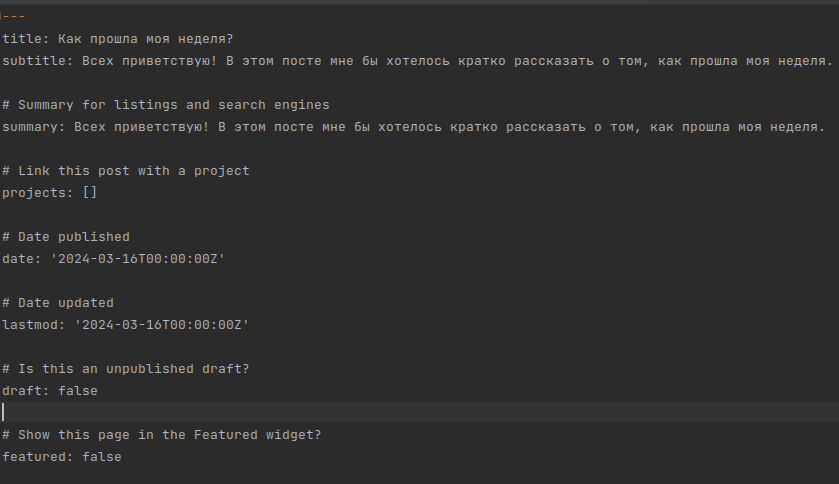 ---
title: Как прошла моя неделя?
subtitle: Всех приветствую! В этом посте мне бы хотелось кратко рассказать о том, как прошла моя неделя.
# Summary for listings and search engines
summary: Всех приветствую! В этом посте мне бы хотелось кратко рассказать о том, как прошла моя неделя.
# Link this post with a project
projects: []
# Date published
date: '2024-03-16T00:00:00Z'
# Date updated
lastmod: '2024-03-16T00:00:00Z'
# Is this an unpublished draft?
draft: false
# Show this page in the Featured widget?
featured: false